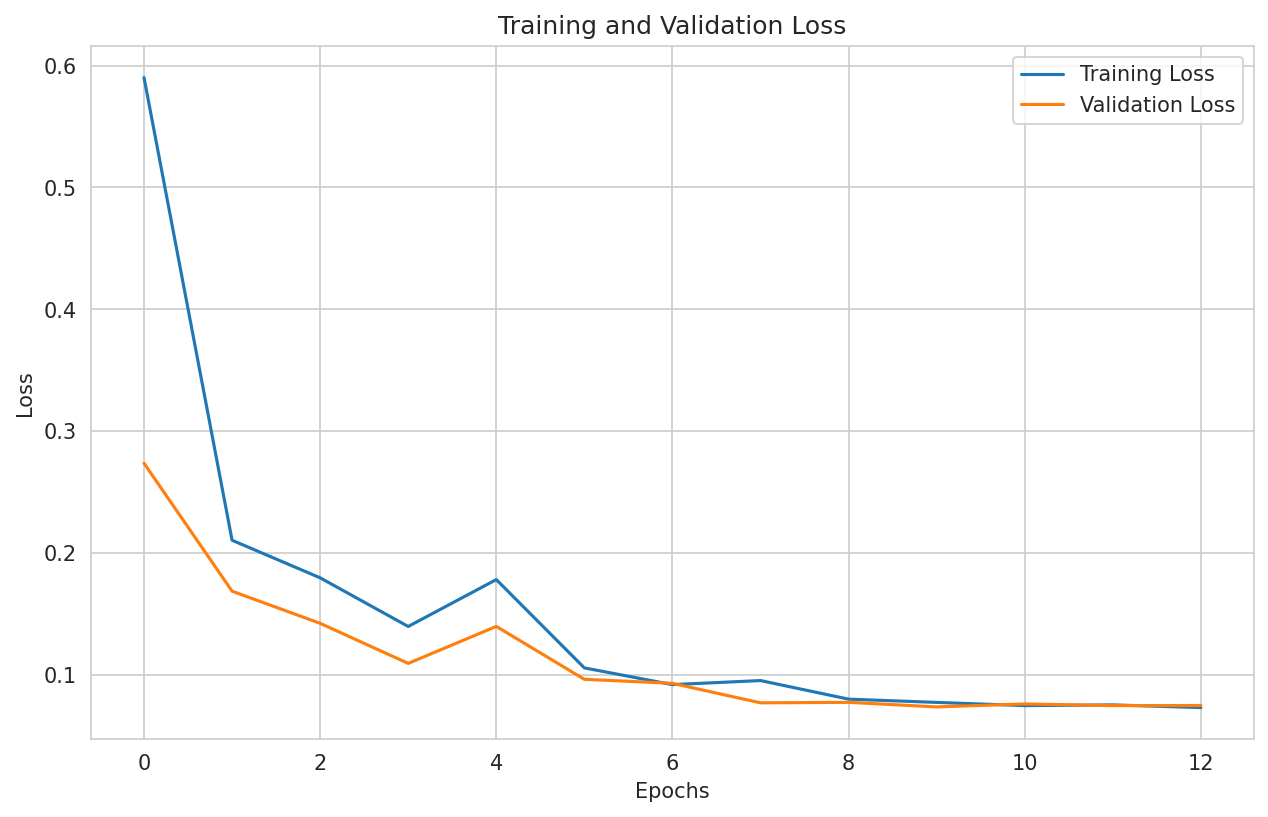 Training and Validation Loss
Training Loss
Validation Loss
0.6
0.5
0.4
0.3
0.2
0.1
Loss
0 2 4 6 8 10 12
Epochs